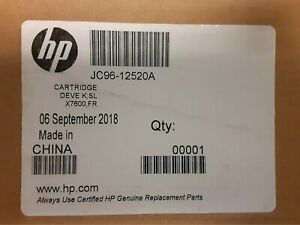 hp
JC96-12520A
CARTRIDGE
DEVE K,SL
X7600,FR
06 September 2018
Qty:
Made in
CHINA
00001
www.hp.com
Always Use Certified HP Genuine Replacement Parts